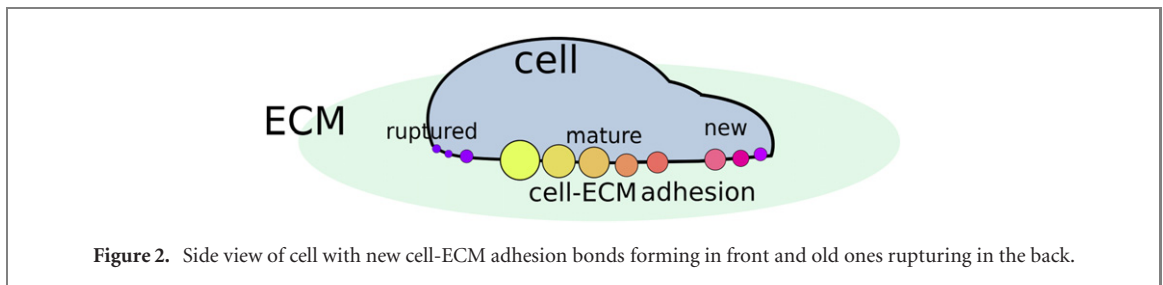 cell
ECM
ruptured
mature
new
cell-ECM adhesion
Figure 2. Side view of cell with new cell-ECM adhesion bonds forming in front and old ones rupturing in the back.